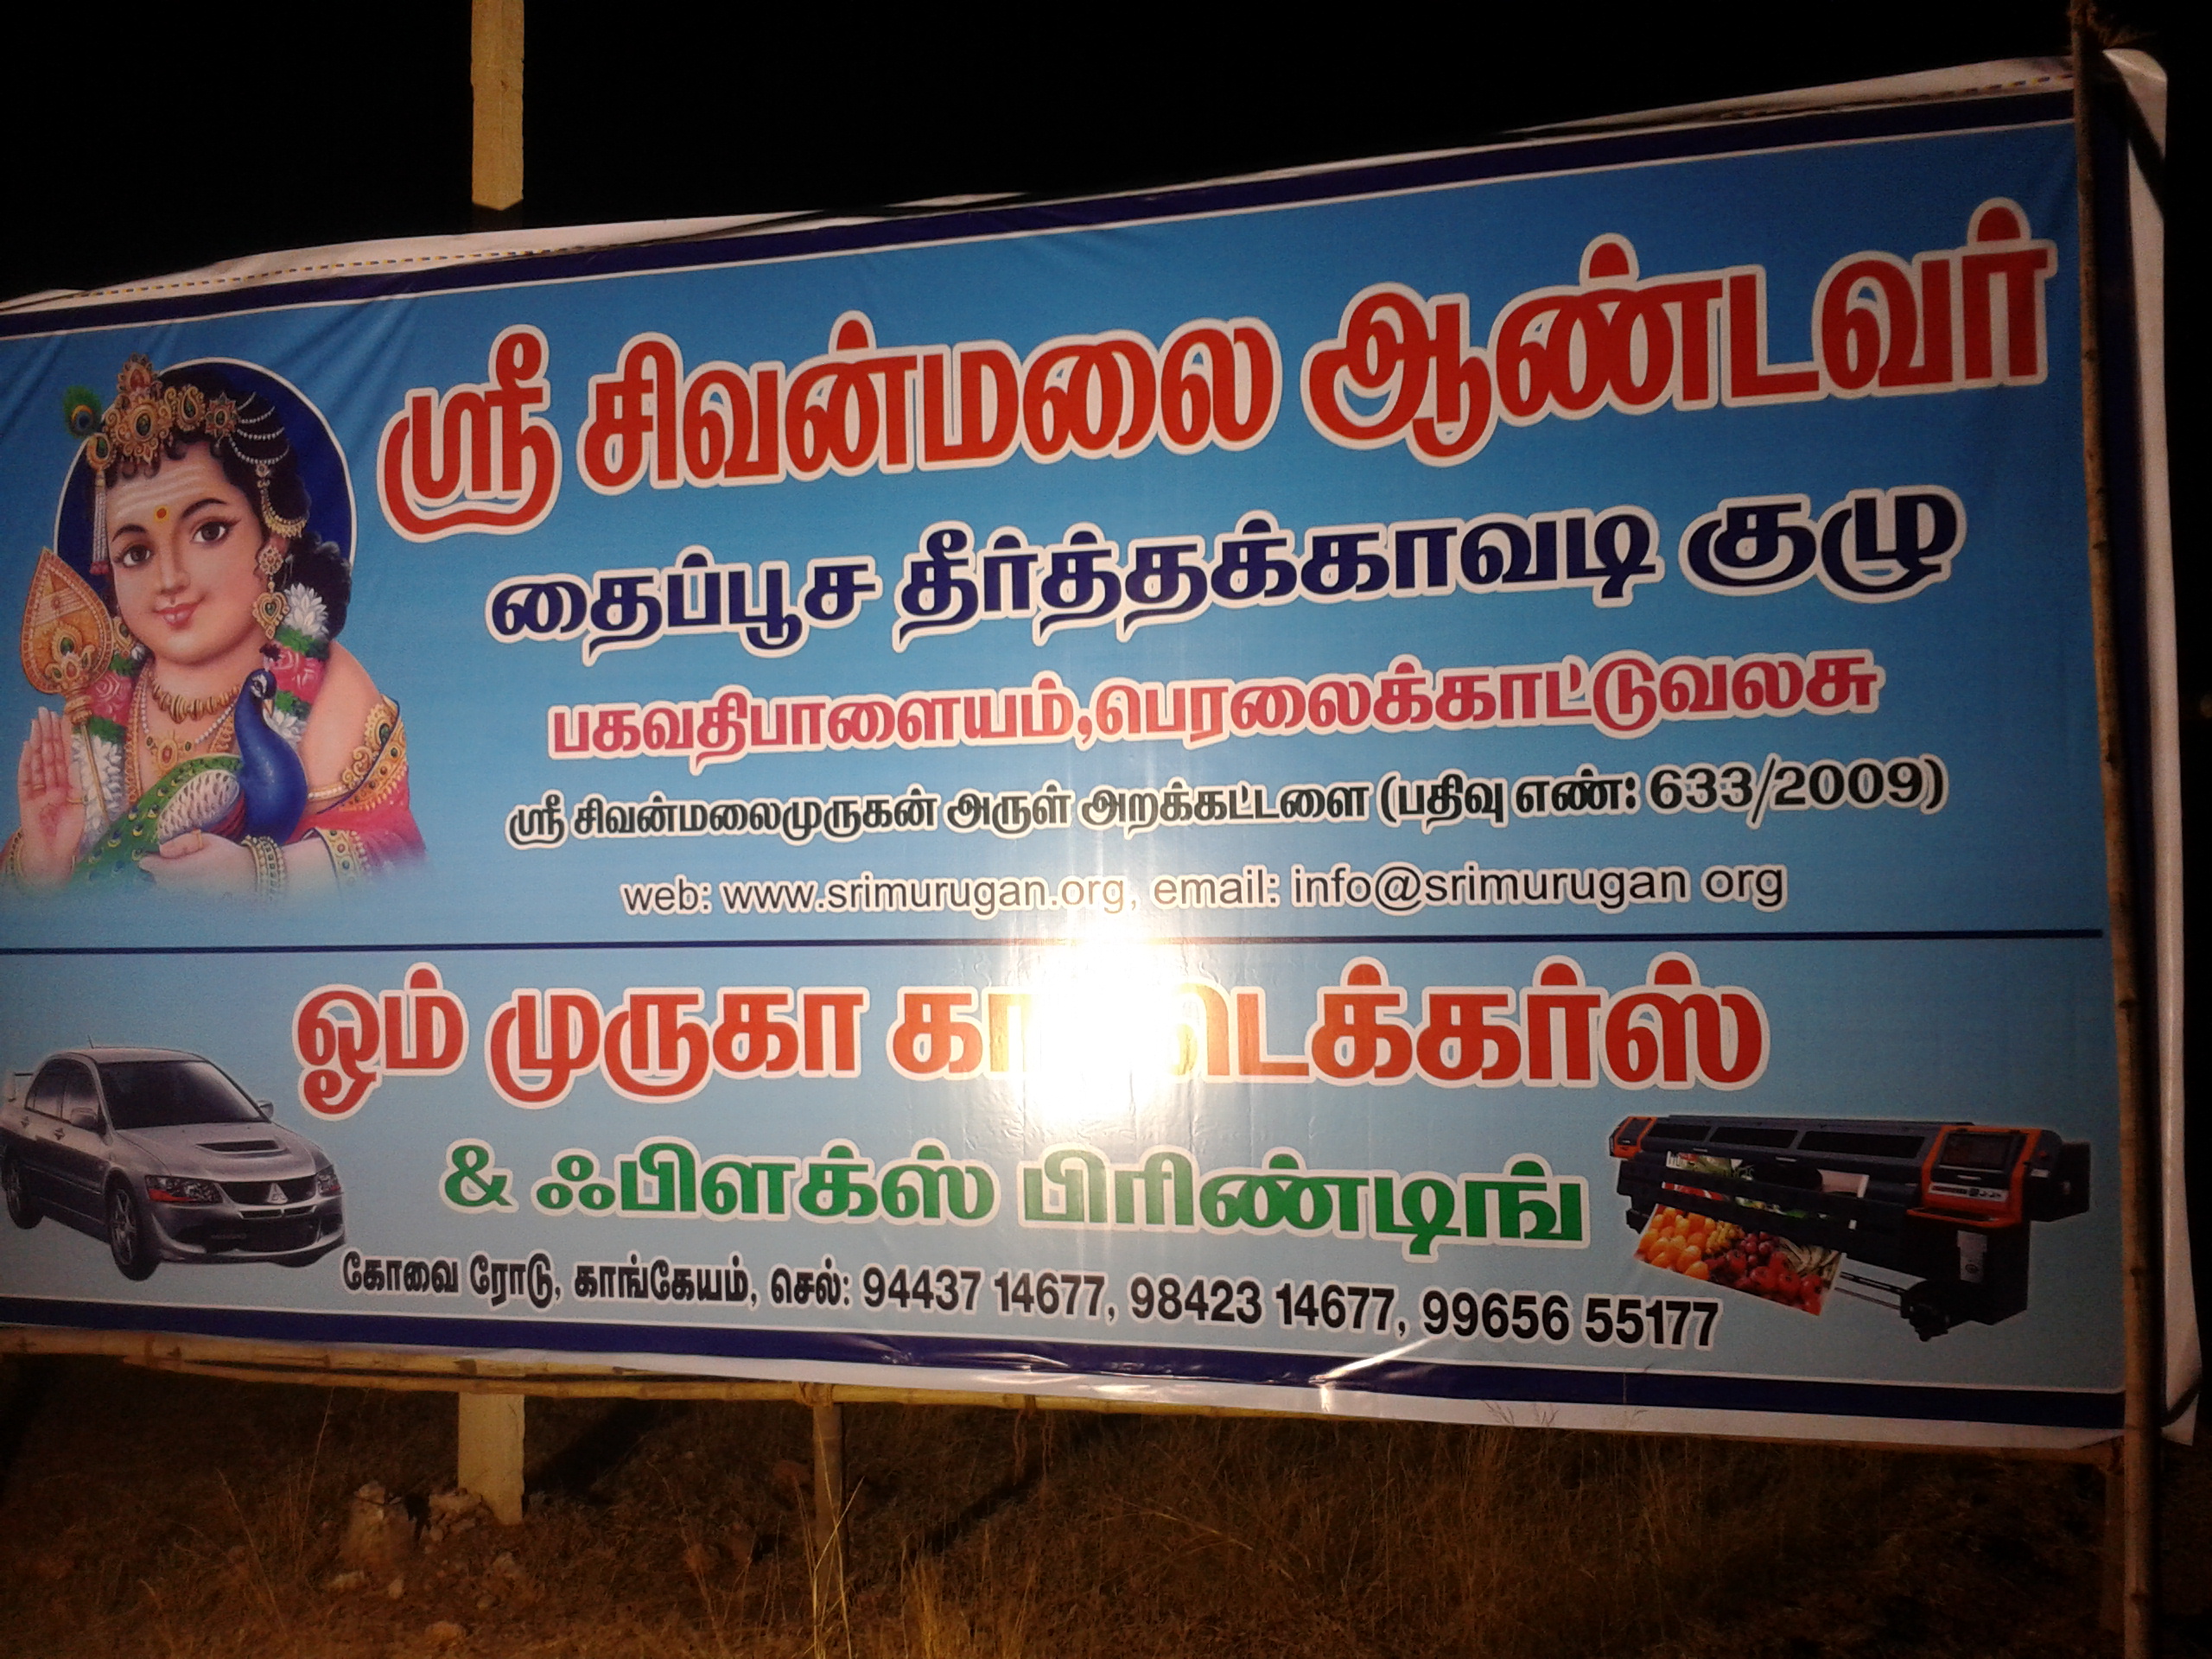 ஸ்ரீ சிவன்மலை ஆண்டவர்
தைப்பூச தீர்த்தக்காவடி குழு
பகவதிபாளையம்,பெரலைக்காட்டுவலசு
ஸ்ரீ சிவன்மலைமுருகன் அருள் அறக்கட்டளை (பதிவு எண்: 633/2009)
web: www.srimurugan.org, email: info@srimurugan org
ஓம் முருகா
& ஃபிளக்ஸ் பிரிண்டிங்
கோவை ரோடு, காங்கேயம், செல்: 94437 14677, 98423 14677, 99656 55177